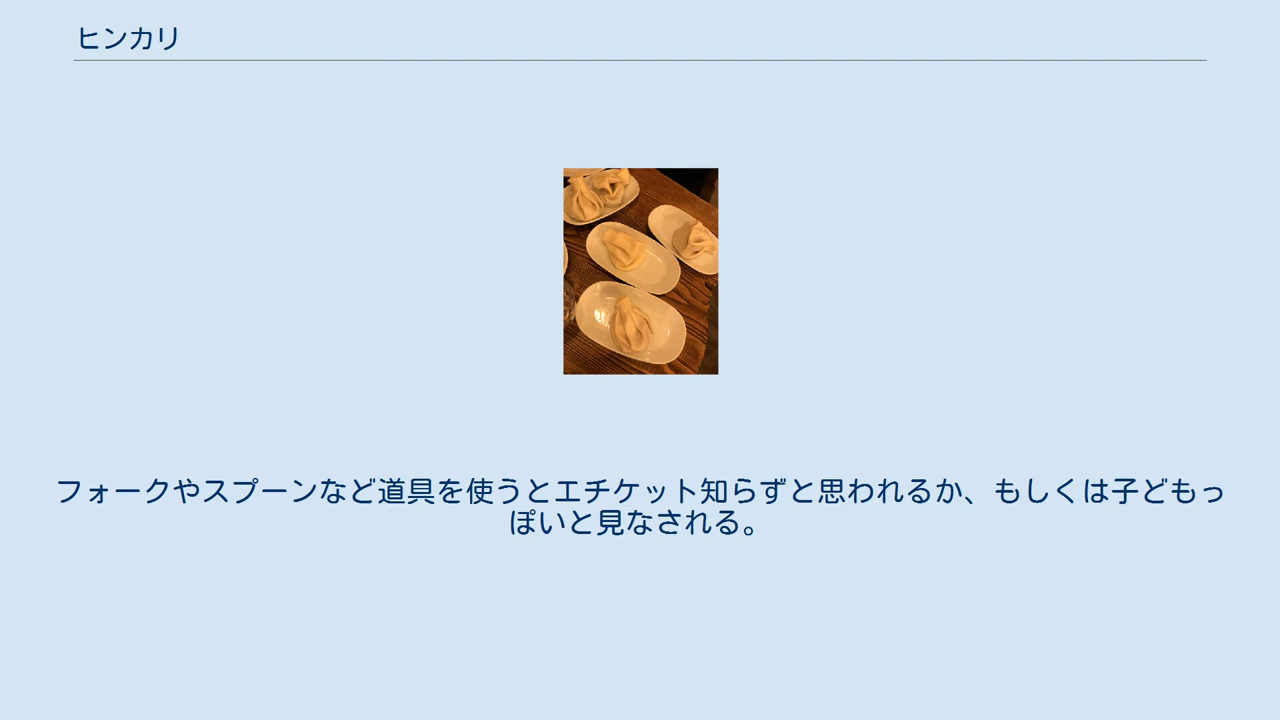 ヒンカリ
フォークやスプーンなど道具を使うとエチケット知らずと思われるか、もしくは子どもっ
ぽいと見なされる。